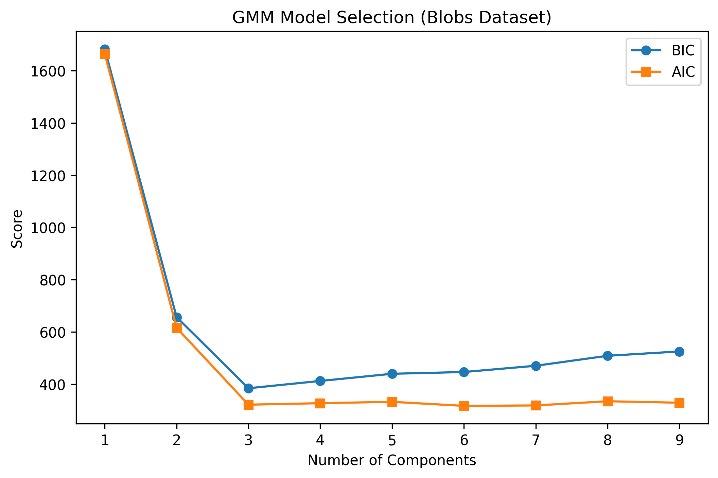 GMM Model Selection (Blobs Dataset)
BIC
AIC
1600
1400
1200
1000
800
600
400
Score
1 2 3 4 5 6 7 8 9
Number of Components